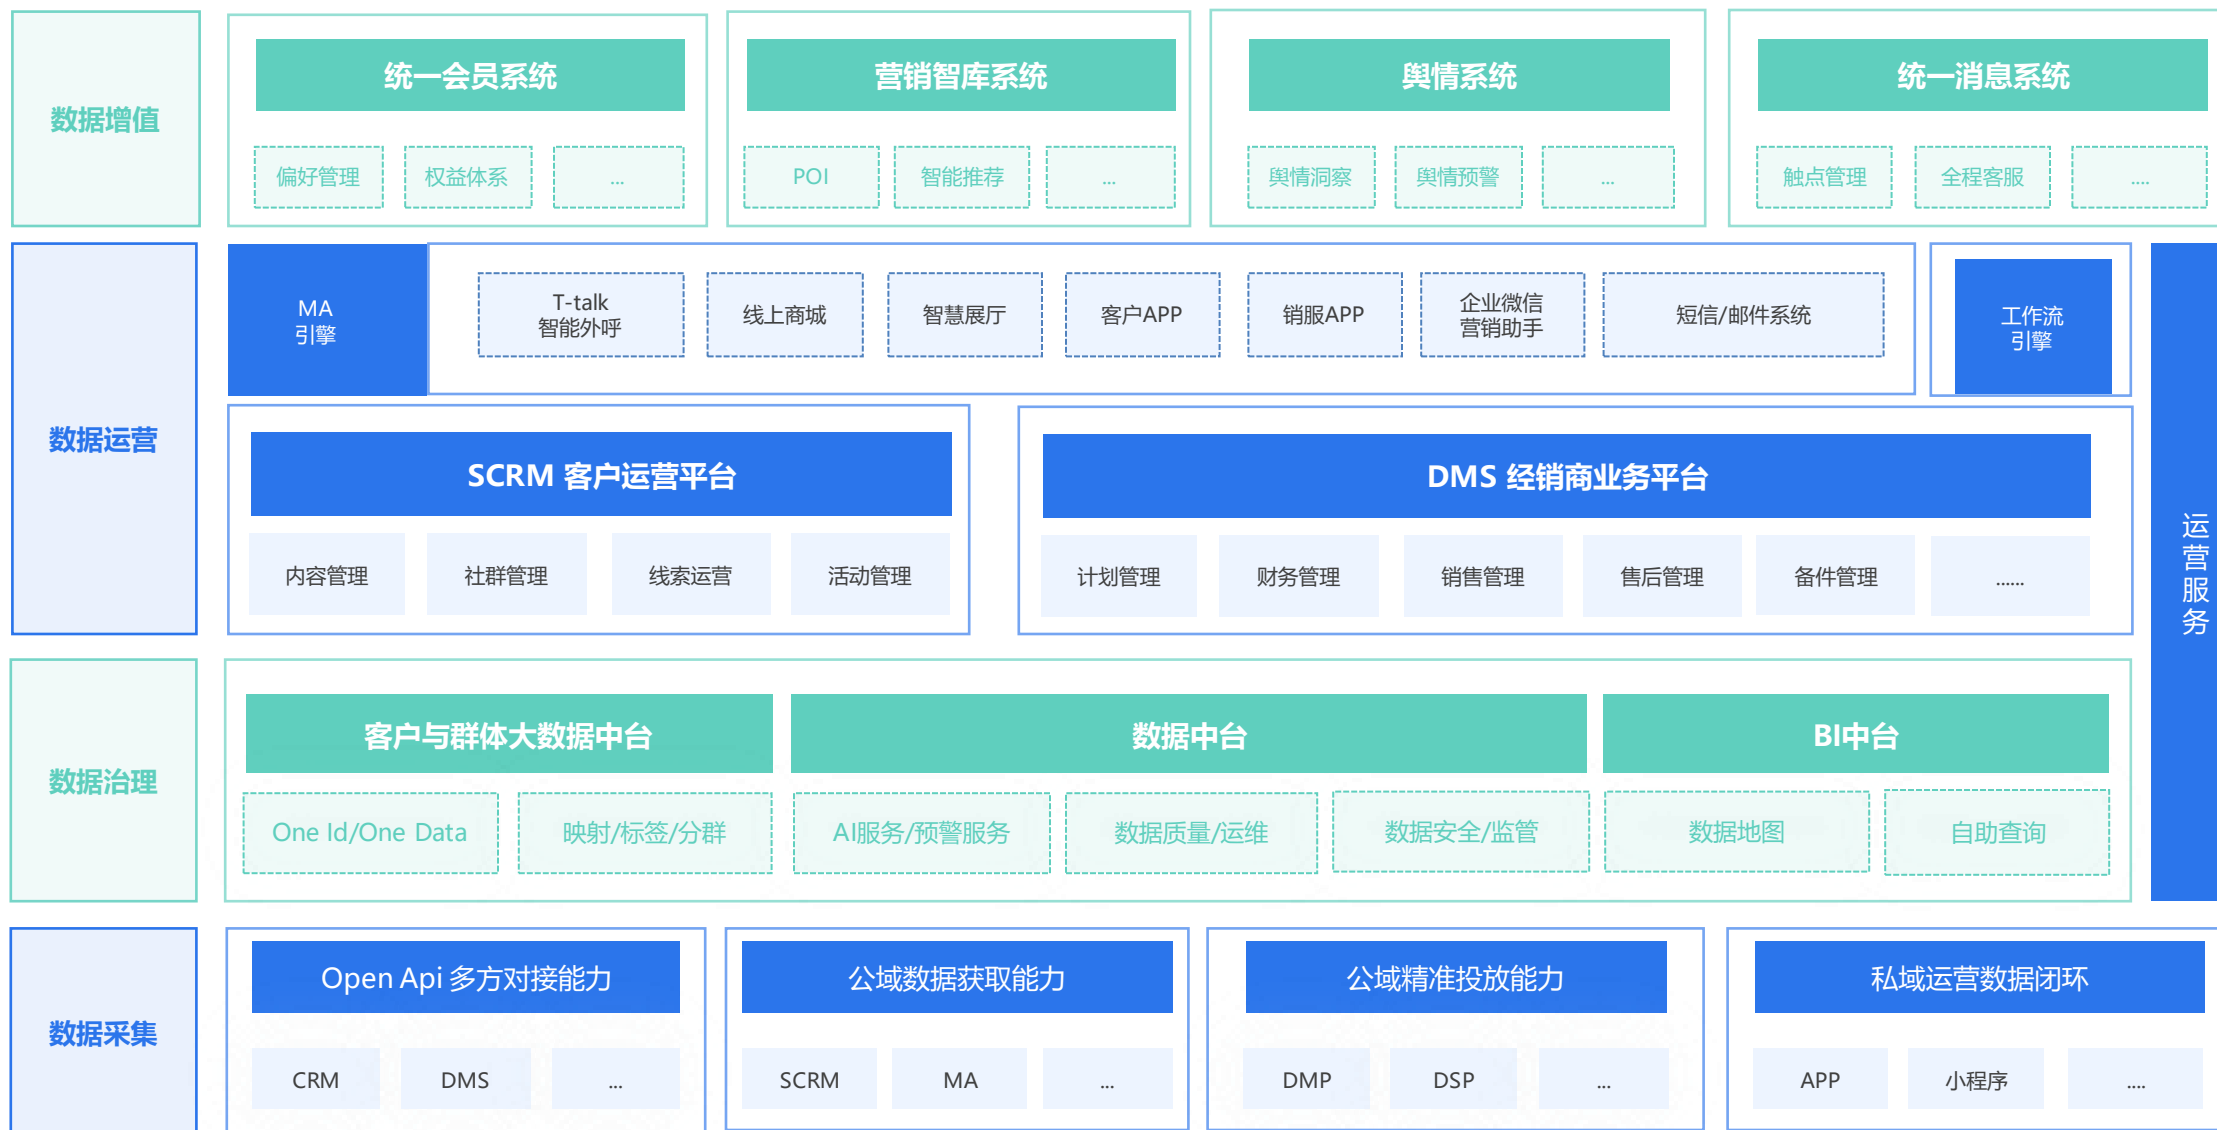 数据增值
统一会员系统
偏好管理
权益体系
...
营销智库系统
POI
智能推荐
...
舆情系统
舆情洞察
舆情预警
...
统一消息系统
触点管理
全程客服
....
数据运营
MA
引擎
T-talk
智能外呼
线上商城
智慧展厅
客户APP
销服APP
企业微信
营销助手
短信/邮件系统
工作流
引擎
SCRM 客户运营平台
内容管理
社群管理
线索运营
活动管理
DMS 经销商业务平台
计划管理
财务管理
销售管理
售后管理
备件管理
......
运
营
服
务
数据治理
客户与群体大数据中台
One Id/One Data
映射/标签/分群
数据中台
AI服务/预警服务
数据质量/运维
数据安全/监管
BI中台
数据地图
自助查询
数据采集
Open Api 多方对接能力
CRM
DMS
...
公域数据获取能力
SCRM
MA
...
公域精准投放能力
DMP
DSP
...
私域运营数据闭环
APP
小程序
....